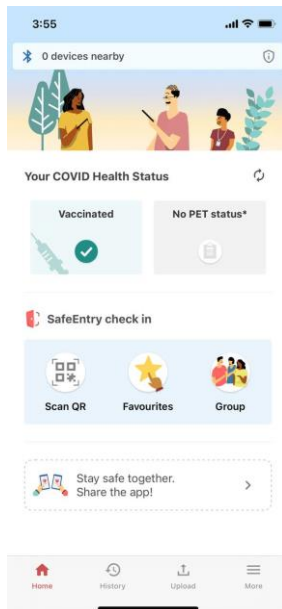 3:55
0 devices nearby
Your COVID Health Status
Vaccinated
No PET status*
SafeEntry check in
Scan QR
Favourites
Group
Stay safe together.
Share the app!
Home
History
Upload
More